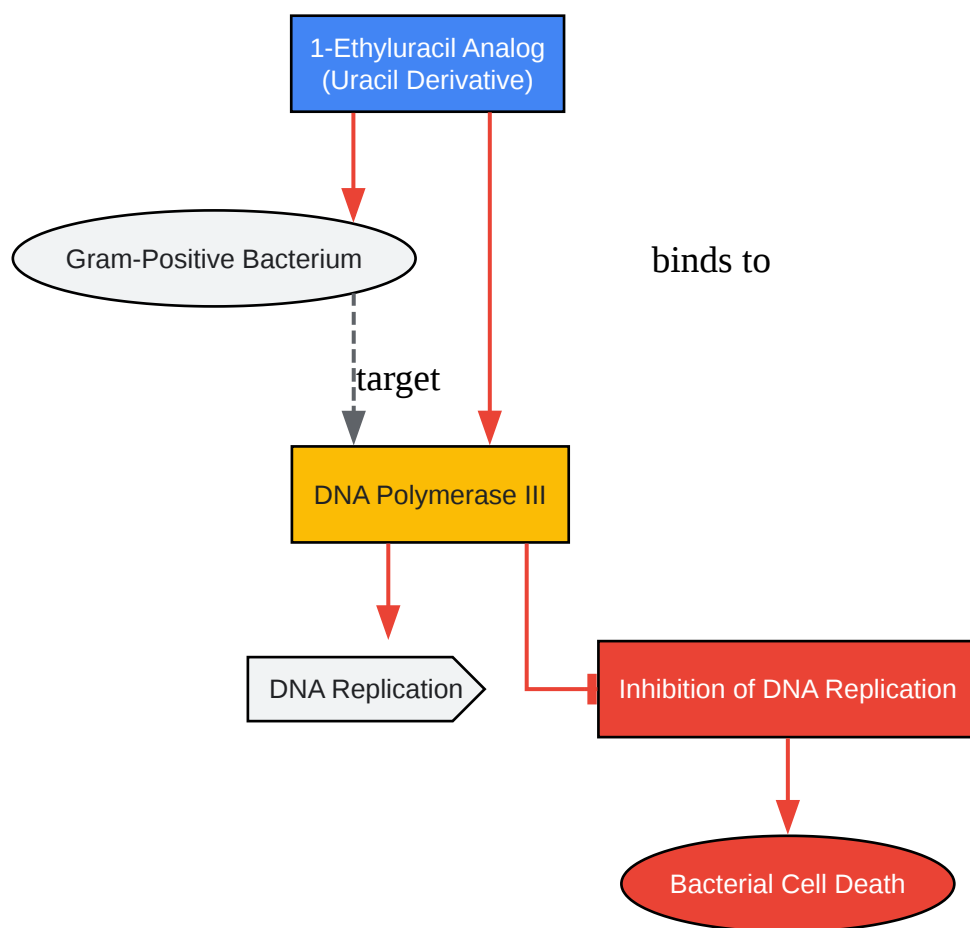 1-Ethyluracil Analog
(Uracil Derivative)
Gram-Positive Bacterium
binds to
target
DNA Polymerase III
DNA Replication
Inhibition of DNA Replication
Bacterial Cell Death